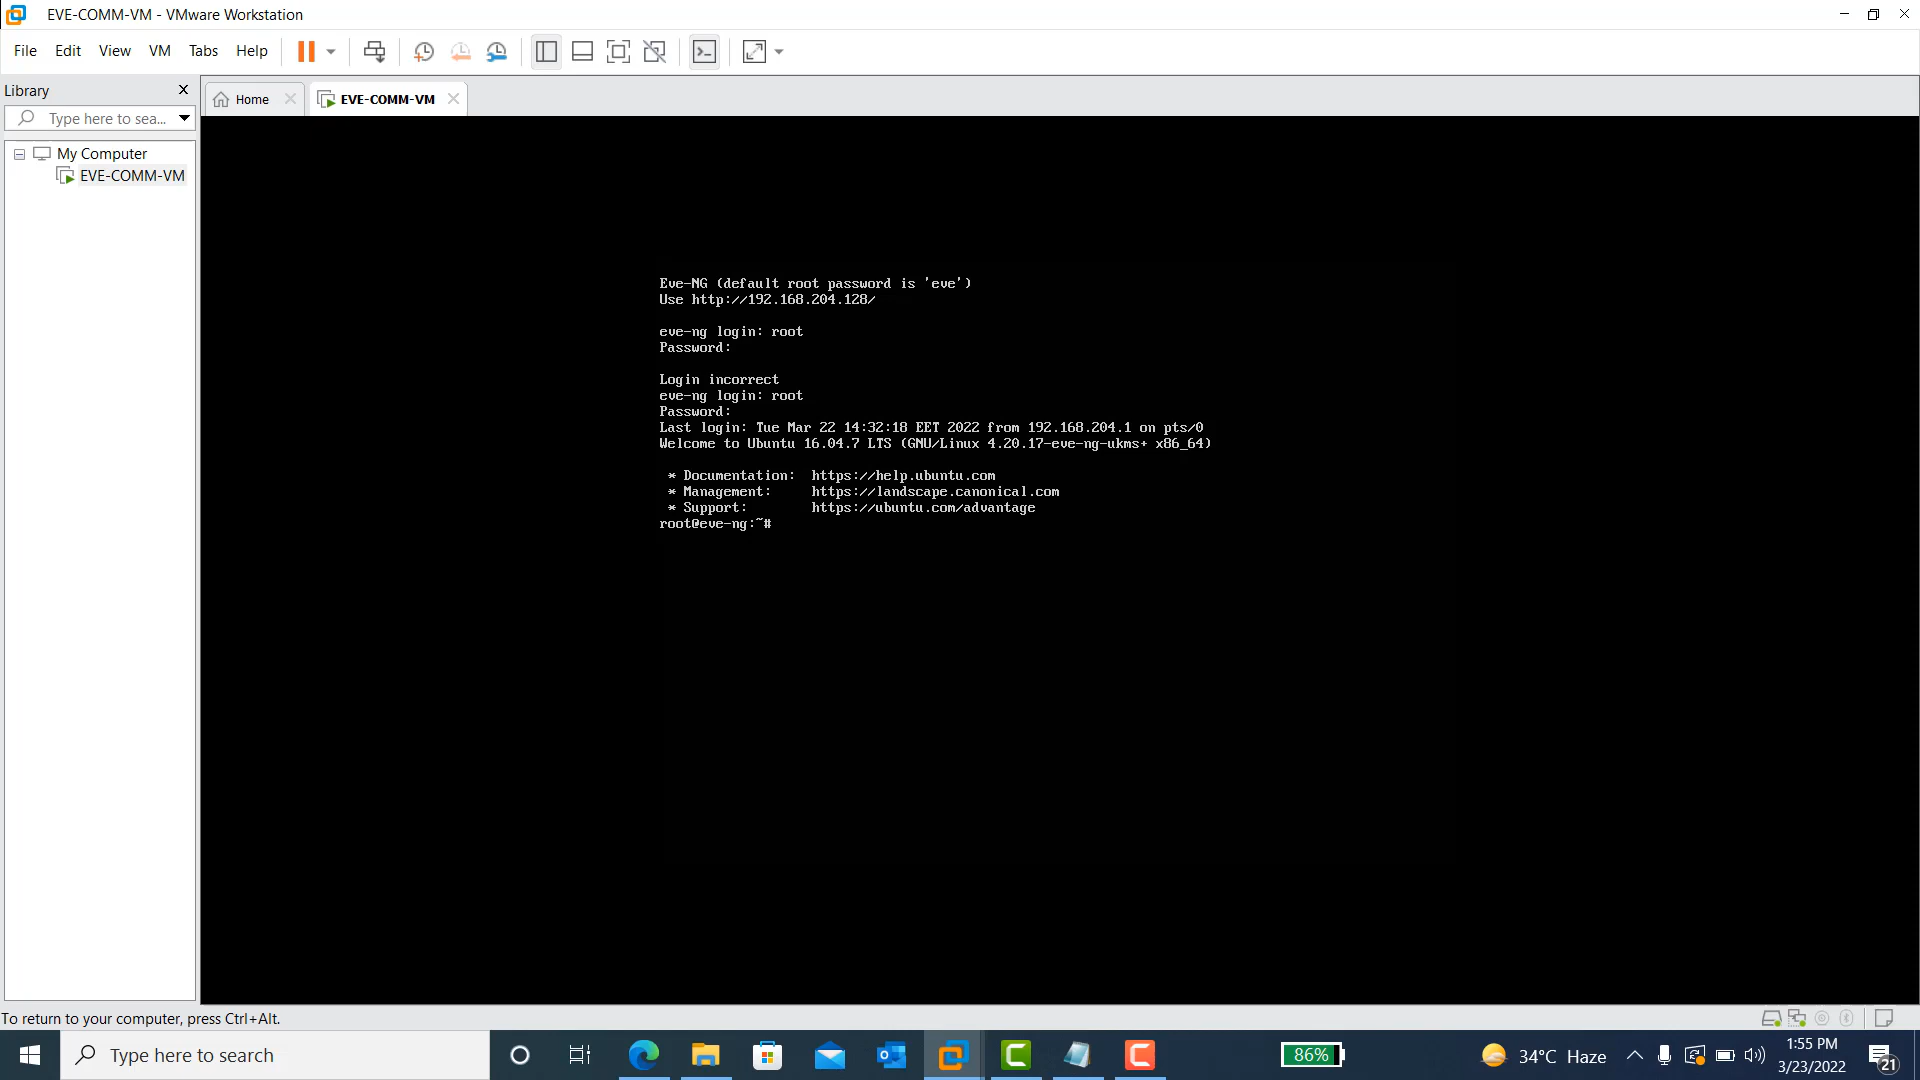 EVE-COMM-VM - VMware Workstation
File Edit View VM Tabs Help
Library
Type here to sea...
Home
EVE-COMM-VM
My Computer
EVE-COMM-VM
Eve-NG (default root password is 'eve')
Use http://192.168.204.128/
eve-ng login: root
Password:
Login incorrect
eve-ng login: root
Password:
Last login: Tue Mar 22 14:32:18 EET 2022 from 192.168.204.1 on pts/0
Welcome to Ubuntu 16.04.7 LTS (GNU/Linux 4.20.17-eve-ng-ukms+ x86_64)
* Documentation: https://help.ubuntu.com
* Management: https://landscape.canonical.com
* Support: https://ubuntu.com/advantage
root@eve-ng:~#
To return to your computer, press Ctrl+Alt.
Type here to search
86%
34°C Haze
1:55 PM
3/23/2022
21